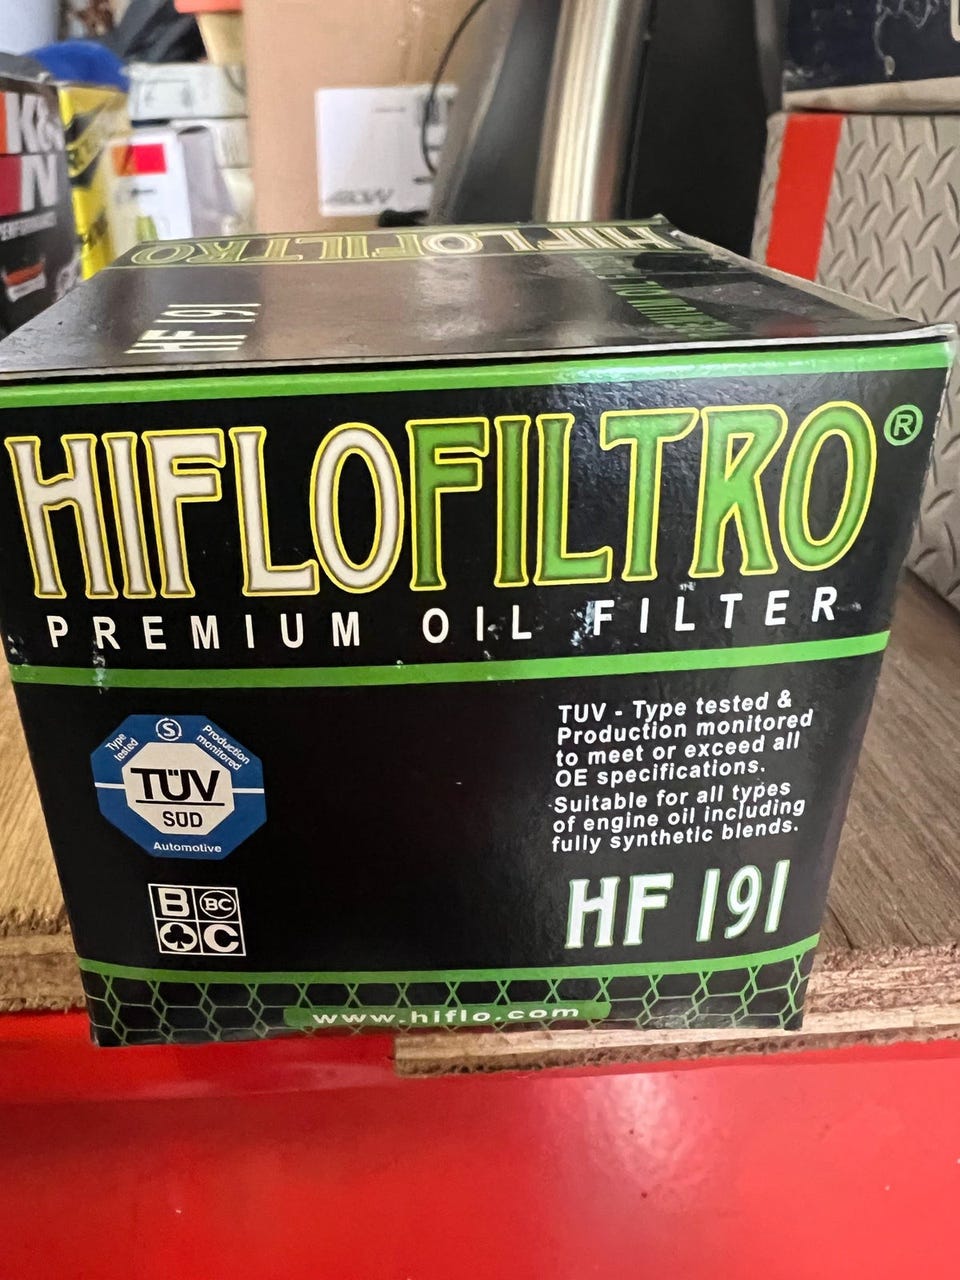 HIFLOFILTRO
HF 191
HIFLOFILTRO®
PREMIUM OIL FILTER
Type tested
S
Production monitored
TÜV
SÜD
Automotive
TUV - Type tested &
Production monitored
to meet or exceed all
OE specifications.
Suitable for all types
of engine oil including
fully synthetic blends.
B BC
C
HF 191
www.hiflo.com
K&